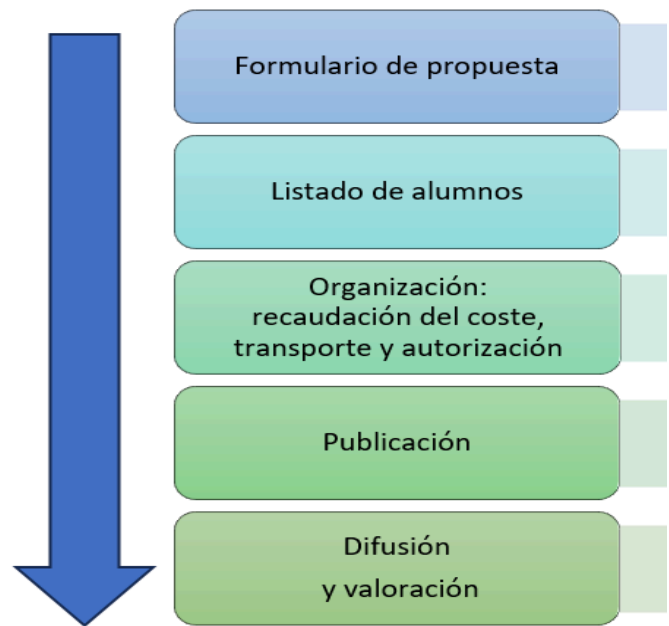 Formulario de propuesta
Listado de alumnos
Organización:
recaudación del coste,
transporte y autorización
Publicación
Difusión
y valoración